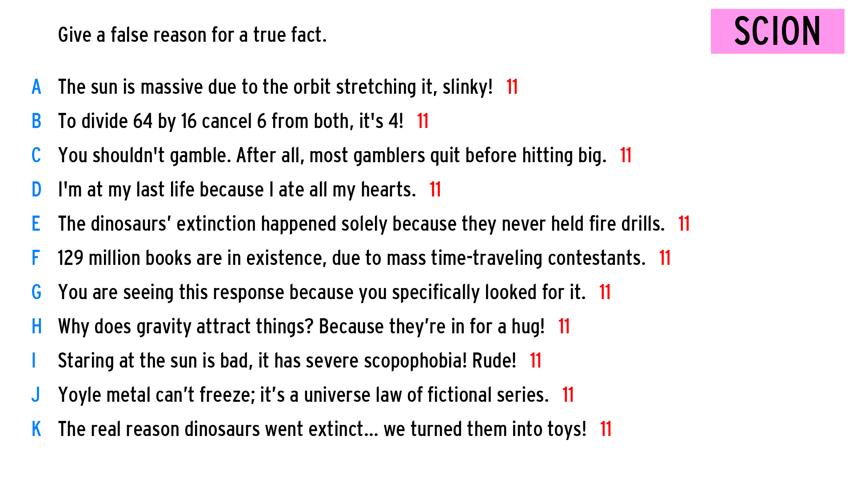 Give a false reason for a true fact.
SCION
A The sun is massive due to the orbit stretching it, slinky! 11
B To divide 64 by 16 cancel 6 from both, it's 4! 11
C You shouldn't gamble. After all, most gamblers quit before hitting big. 11
D I'm at my last life because I ate all my hearts. 11
E The dinosaurs’ extinction happened solely because they never held fire drills. 11
F 129 million books are in existence, due to mass time-traveling contestants. 11
G You are seeing this response because you specifically looked for it. 11
H Why does gravity attract things? Because they’re in for a hug! 11
I Staring at the sun is bad, it has severe scopophobia! Rude! 11
J Yoyle metal can’t freeze; it’s a universe law of fictional series. 11
K The real reason dinosaurs went extinct... we turned them into toys! 11